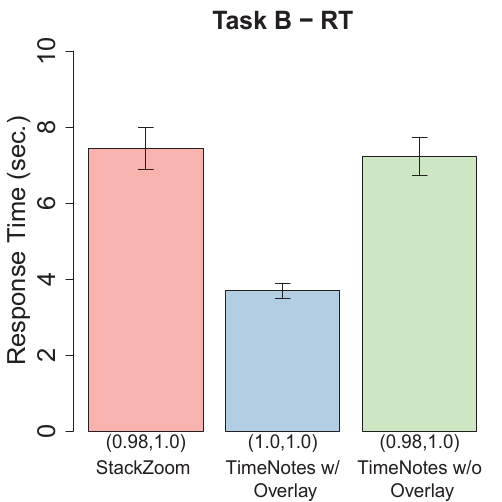 Task B − RT
Response Time (sec.)
10
8
6
4
2
0
(0.98,1.0) (1.0,1.0) (0.98,1.0)
StackZoom TimeNotes w/ TimeNotes w/o
Overlay Overlay